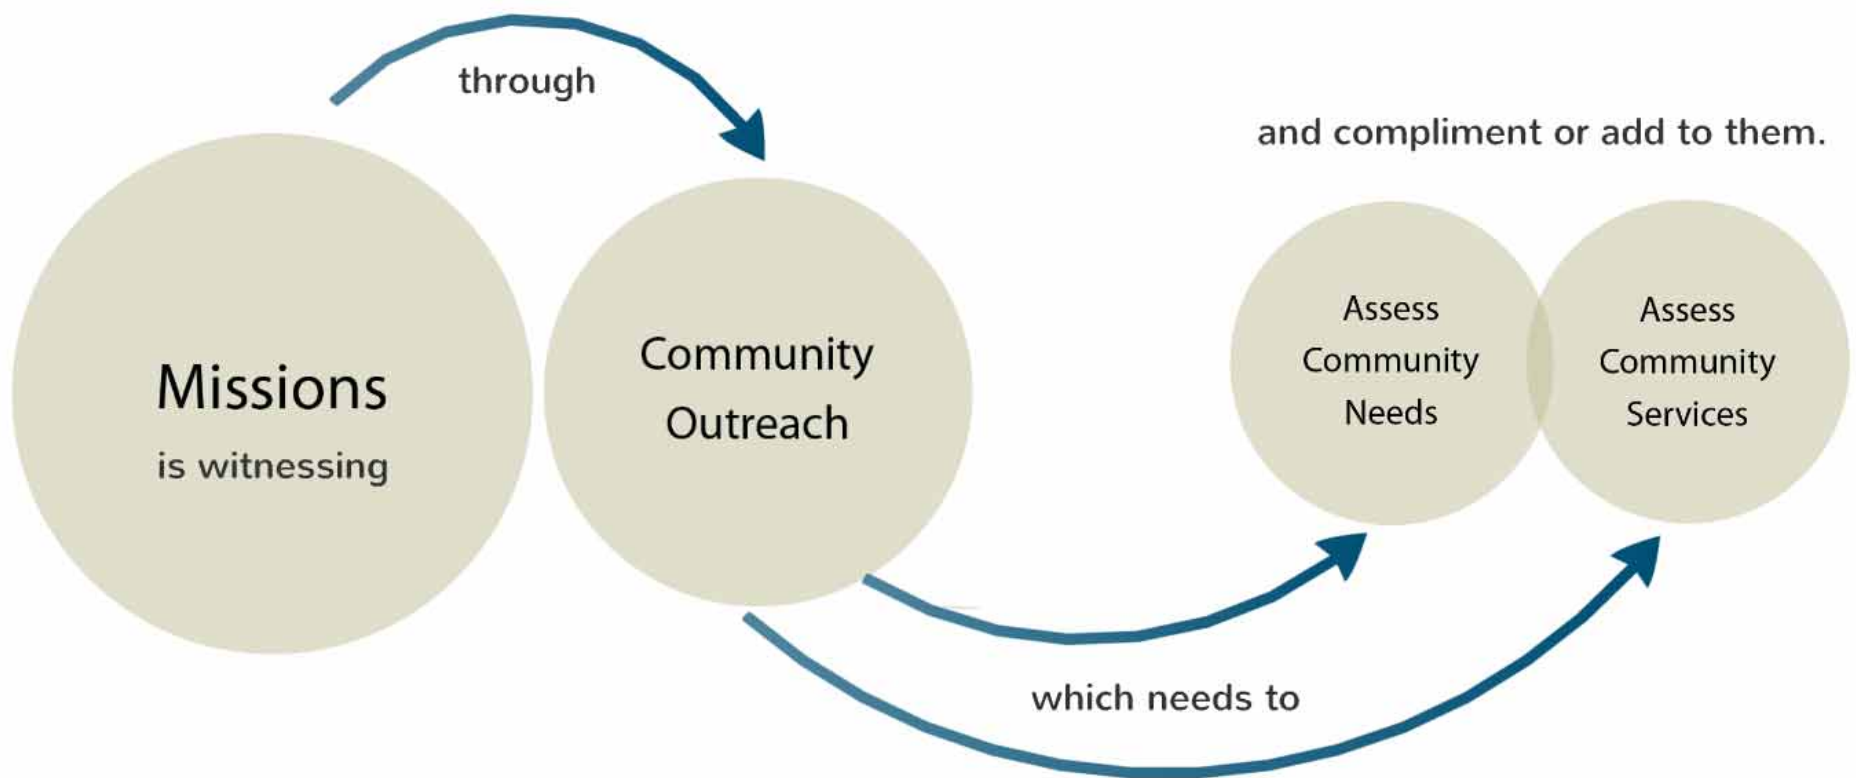 Missions
is witnessing
through
Community
Outreach
which needs to
Assess
Community
Needs
Assess
Community
Services
and compliment or add to them.